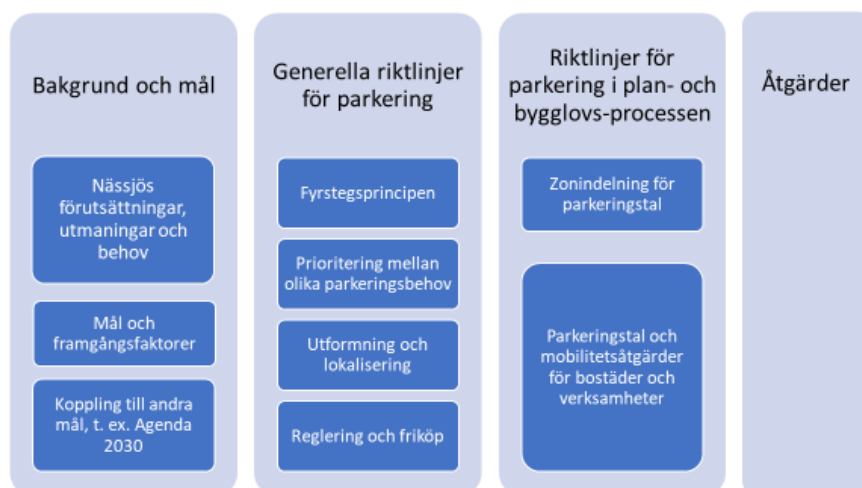 Bakgrund och mål
Nässjös
förutsättningar,
utmaningar och
behov
Mål och
framgångsfaktorer
Koppling till andra
mål, t. ex. Agenda
2030
Generella riktlinjer
för parkering
Fyrstegsprincipen
Prioritering mellan
olika parkeringsbehov
Utformning och
lokalisering
Reglering och friköp
Riktlinjer för
parkering i plan- och
bygglovs-processen
Zonindelning för
parkeringstal
Parkeringstal och
mobilitetsåtgärder
för bostäder och
verksamheter
Åtgärder